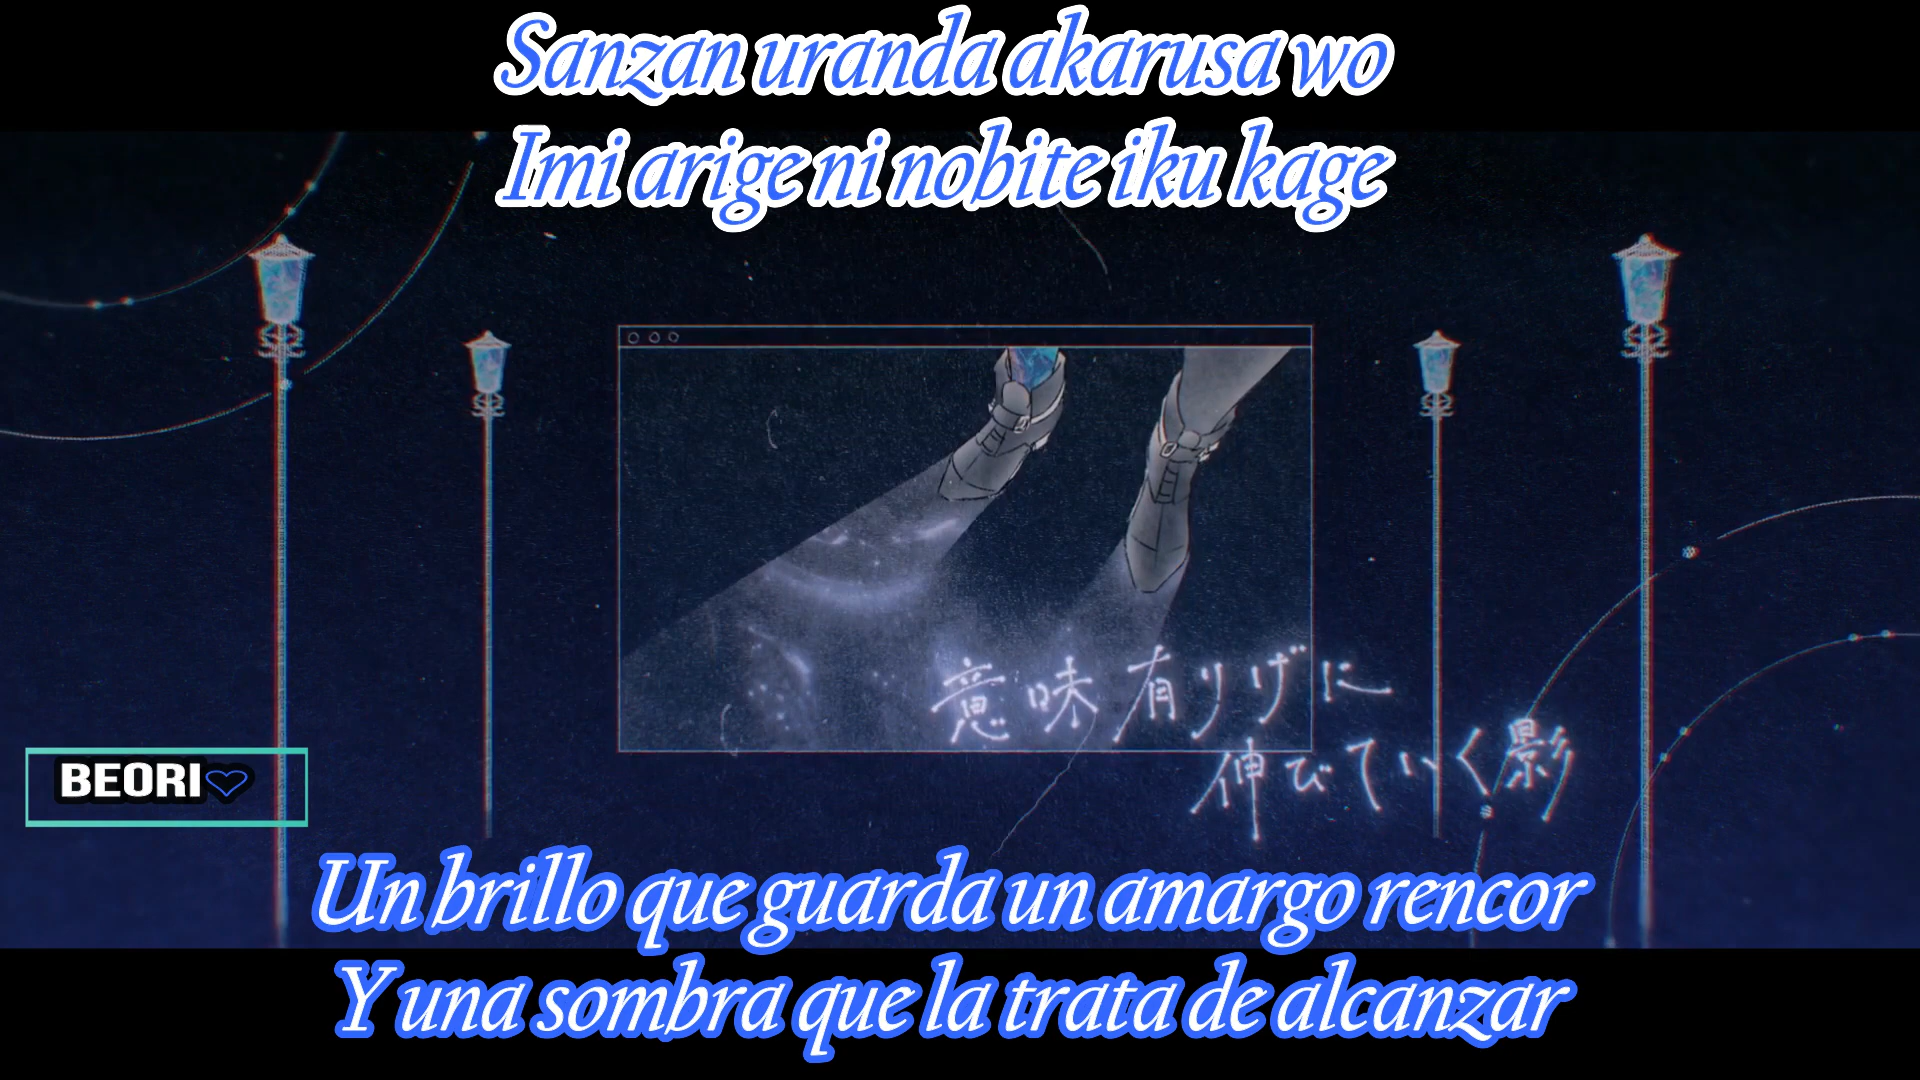 Sanzan uranda akarusa wo
Imi arige ni nobite iku kage
意味有りげに
伸びていく影
BEORI♡
Un brillo que guarda un amargo rencor
Y una sombra que la trata de alcanzar